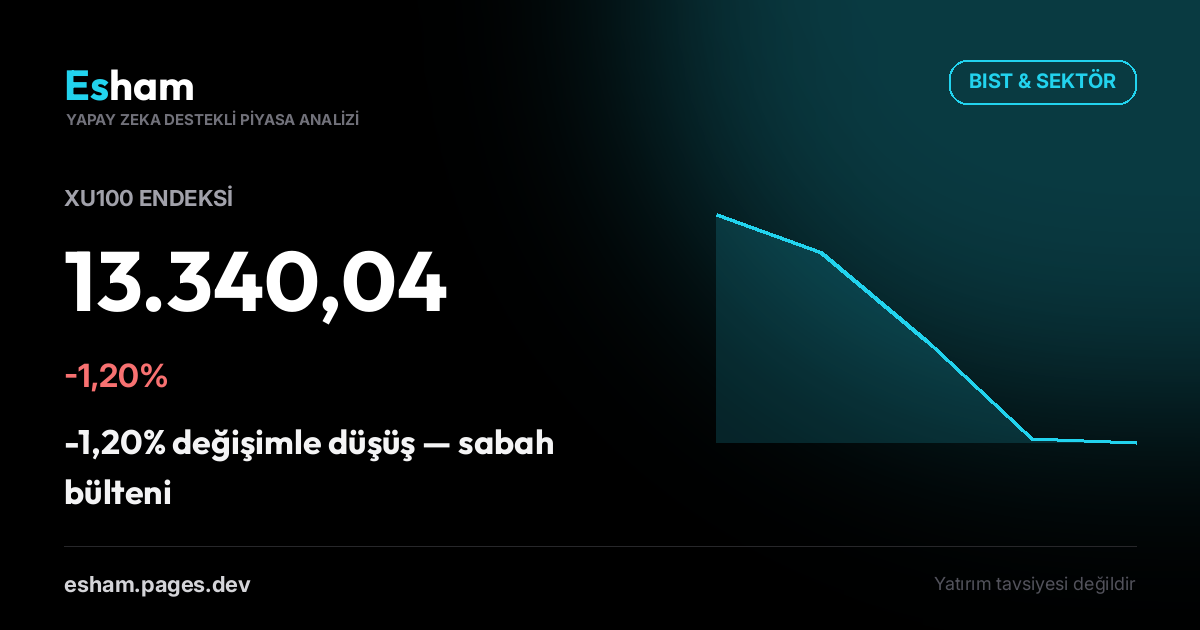 Esham
YAPAY ZEKA DESTEKLİ PİYASA ANALİZİ
BIST & SEKTÖR
XU100 ENDEKSİ
13.340,04
-1,20%
-1,20% değişimle düşüş — sabah
bülteni
esham.pages.dev
Yatırım tavsiyesi değildir